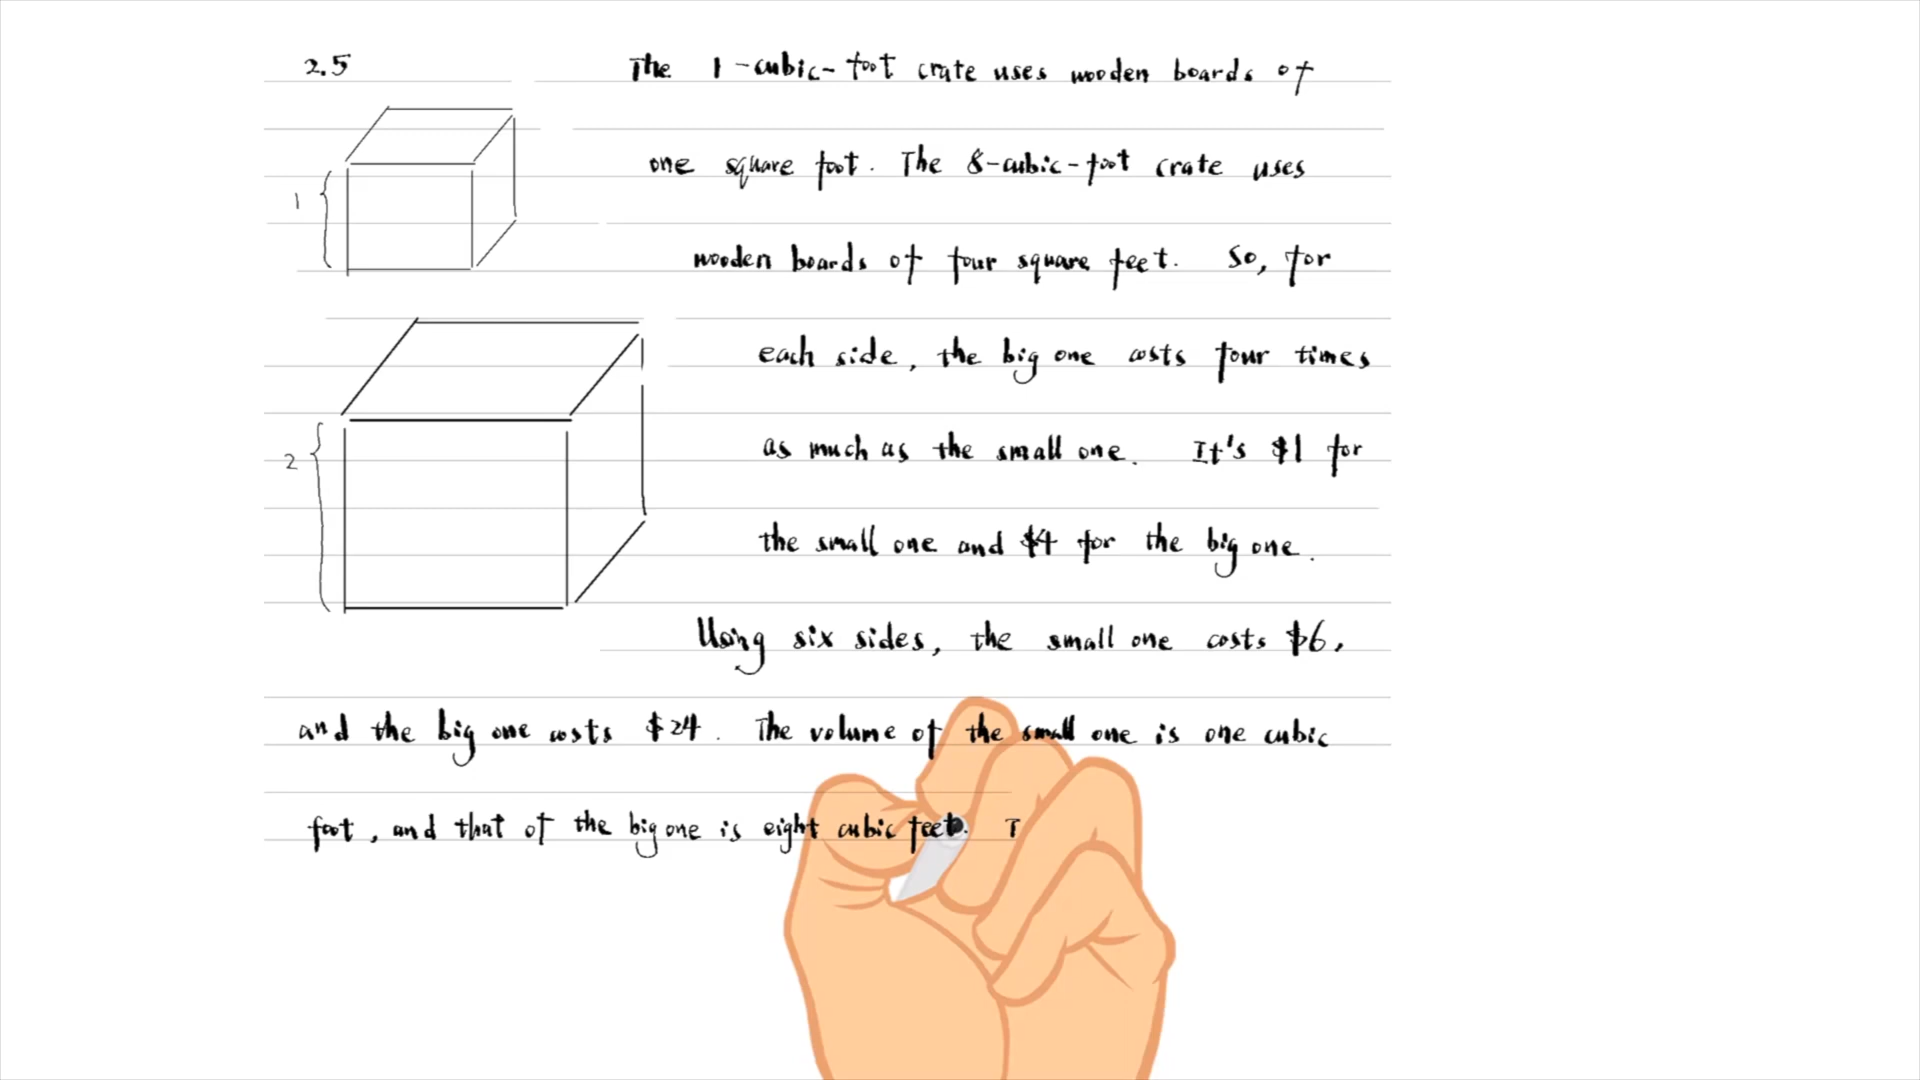 2.5
The 1-cubic-foot crate uses wooden boards of
one square foot. The 8-cubic-foot crate uses
1
wooden boards of four square feet. So, for
each side, the big one costs four times
as much as the small one. It's $1 for
2
the small one and $4 for the big one.
Using six sides, the small one costs $6,
and the big one costs $24. The volume of the small one is one cubic
foot, and that of the big one is eight cubic feet. T